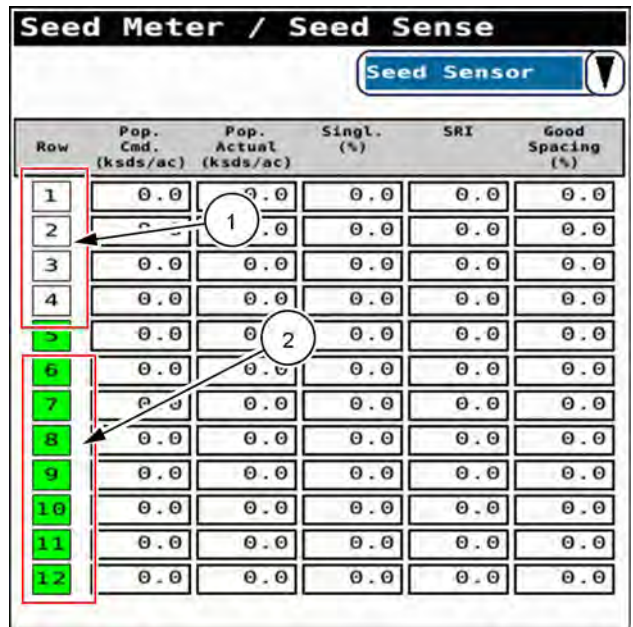 Seed Meter / Seed Sense
Seed Sensor
Row Pop. Cmd. (ksds/ac) Pop. Actual (ksds/ac) Singl. (%) SRI Good Spacing (%)
1 0.0 .0 0.0 0.0 0.0
1
2 .0 0.0 0.0 0.0
3 0.0 0.0 0.0 0.0 0.0
4 0.0 0.0 0.0 0.0 0.0
5 0.0 0 0.0 0.0 0.0
2
6 0.0 0.0 0.0 0.0 0.0
7 0.0 0.0 0.0 0.0
8 0.0 0.0 0.0 0.0 0.0
9 0.0 0.0 0.0 0.0 0.0
10 0.0 0.0 0.0 0.0 0.0
11 0.0 0.0 0.0 0.0 0.0
12 0.0 0.0 0.0 0.0 0.0